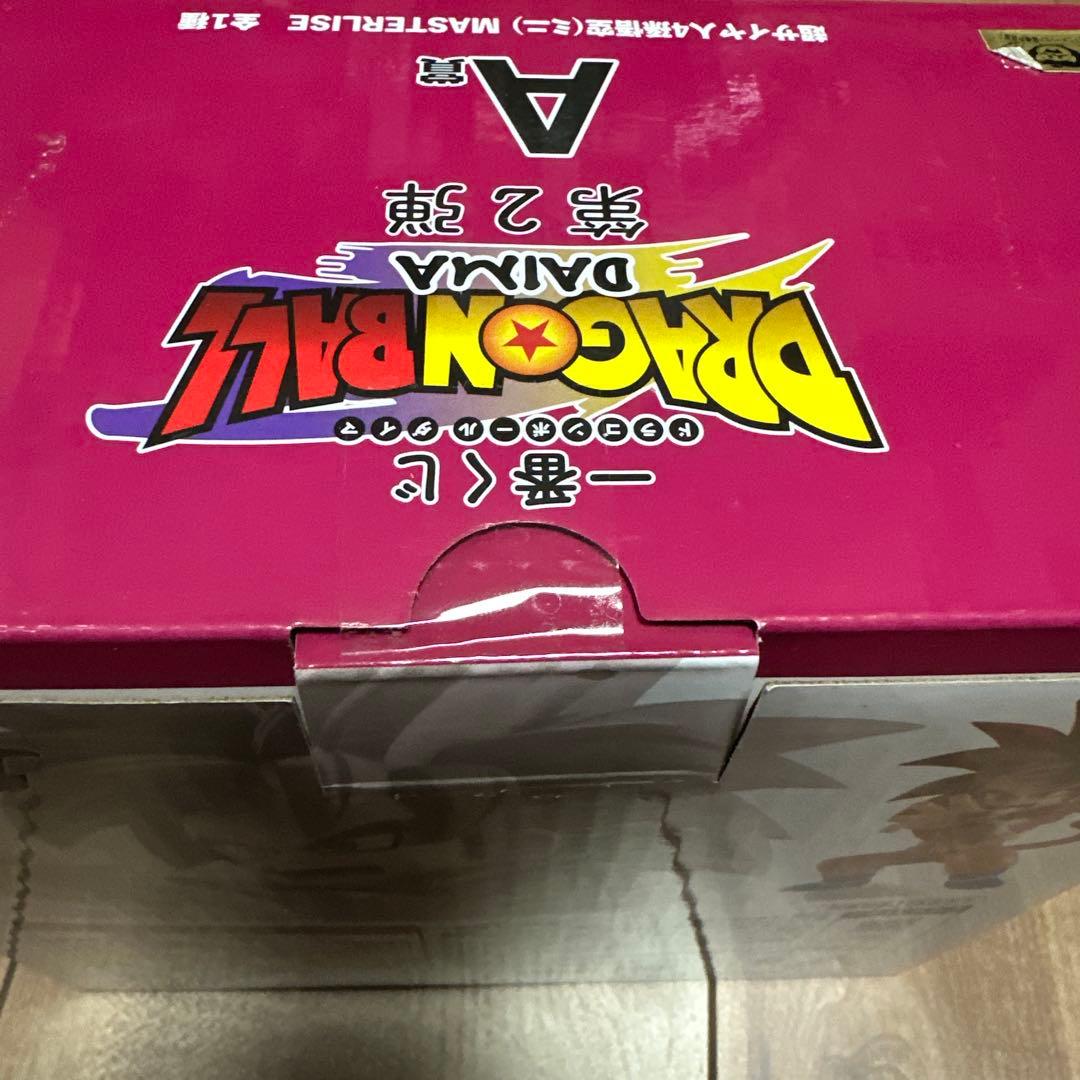 一番くじ
ドラゴンボール ダイマ
DRAGON BALL
DAIMA
第2弾
A賞
超サイヤ人4孫悟空(ミニ) MASTERLISE 全1種